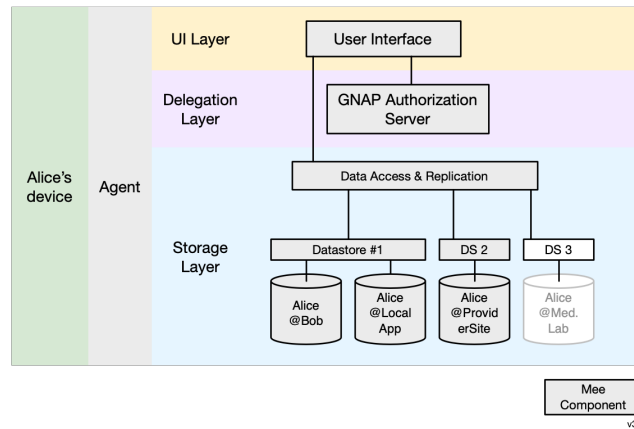 UI Layer
User Interface
Delegation
Layer
GNAP Authorization
Server
Alice's
device
Agent
Data Access & Replication
Storage
Layer
Datastore #1
DS 2
DS 3
Alice
@Bob
Alice
@Local
App
Alice
@Provid
erSite
Alice
@Med.
Lab
Mee
Component